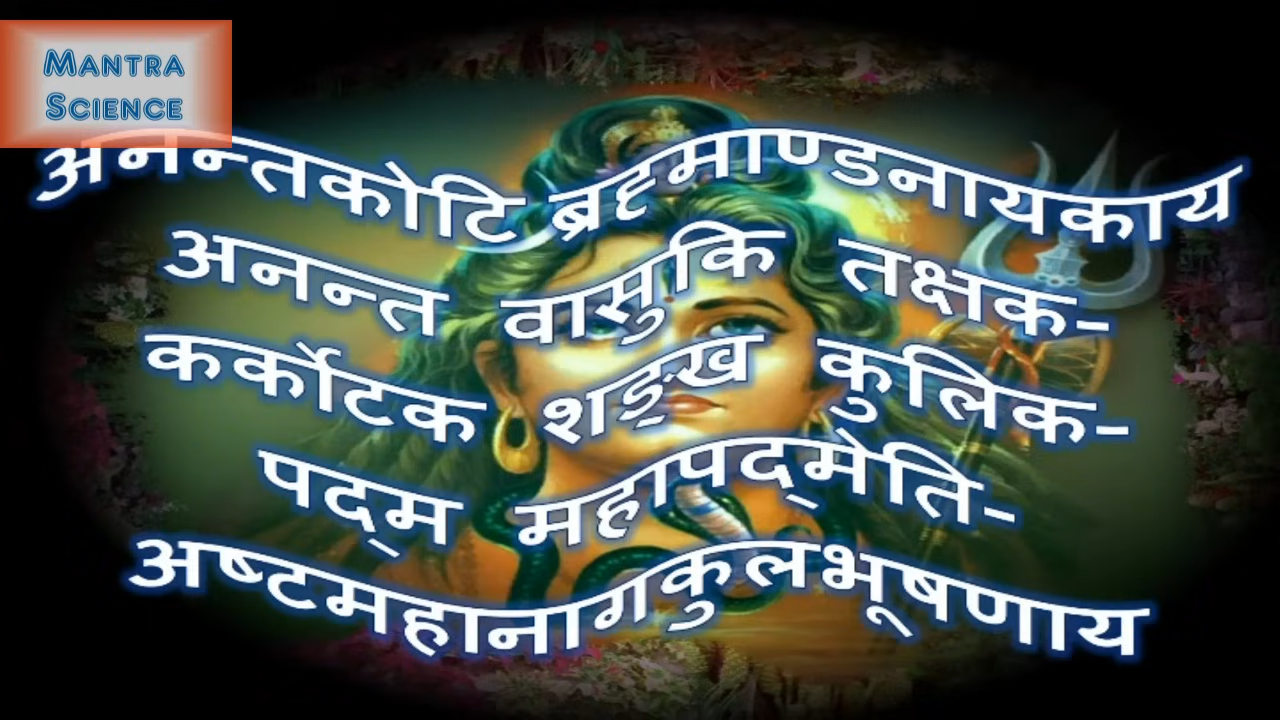 Mantra
Science
अनन्तकोटि ब्रह्माण्डनायकाय
अनन्त वासुकि तक्षक-
कर्कोटक शङ्ख कुलिक-
पद्म महापद्मेति-
अष्टमहानागकुलभूषणाय